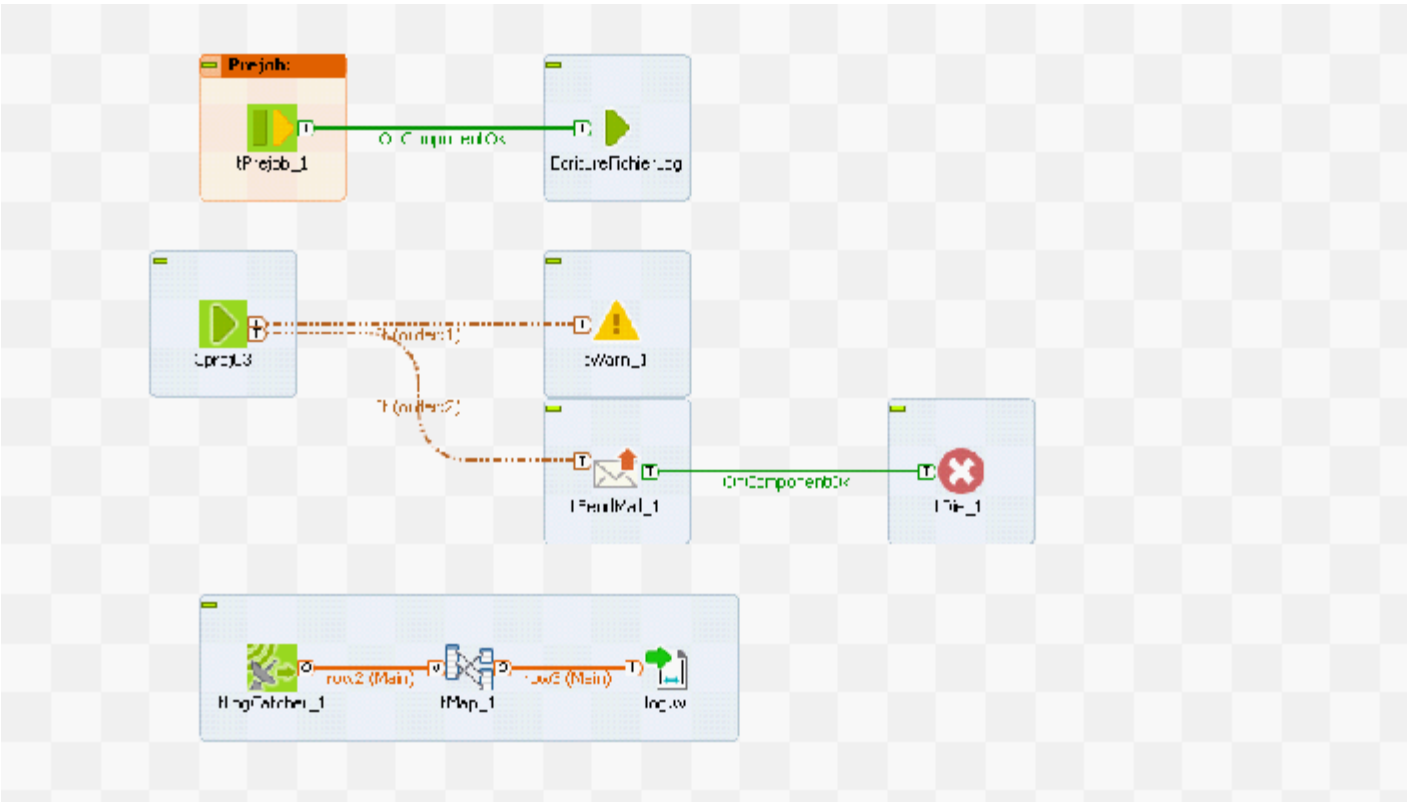 Prejob:
OnComponentOk
tPrejob_1
EcritureFichierLog
If (order:1)
tWarn_1
If (order:2)
OnComponentOk
tSendMail_1
tDie_1
row2 (Main)
row3 (Main)
tLogCatcher_1
tMap_1